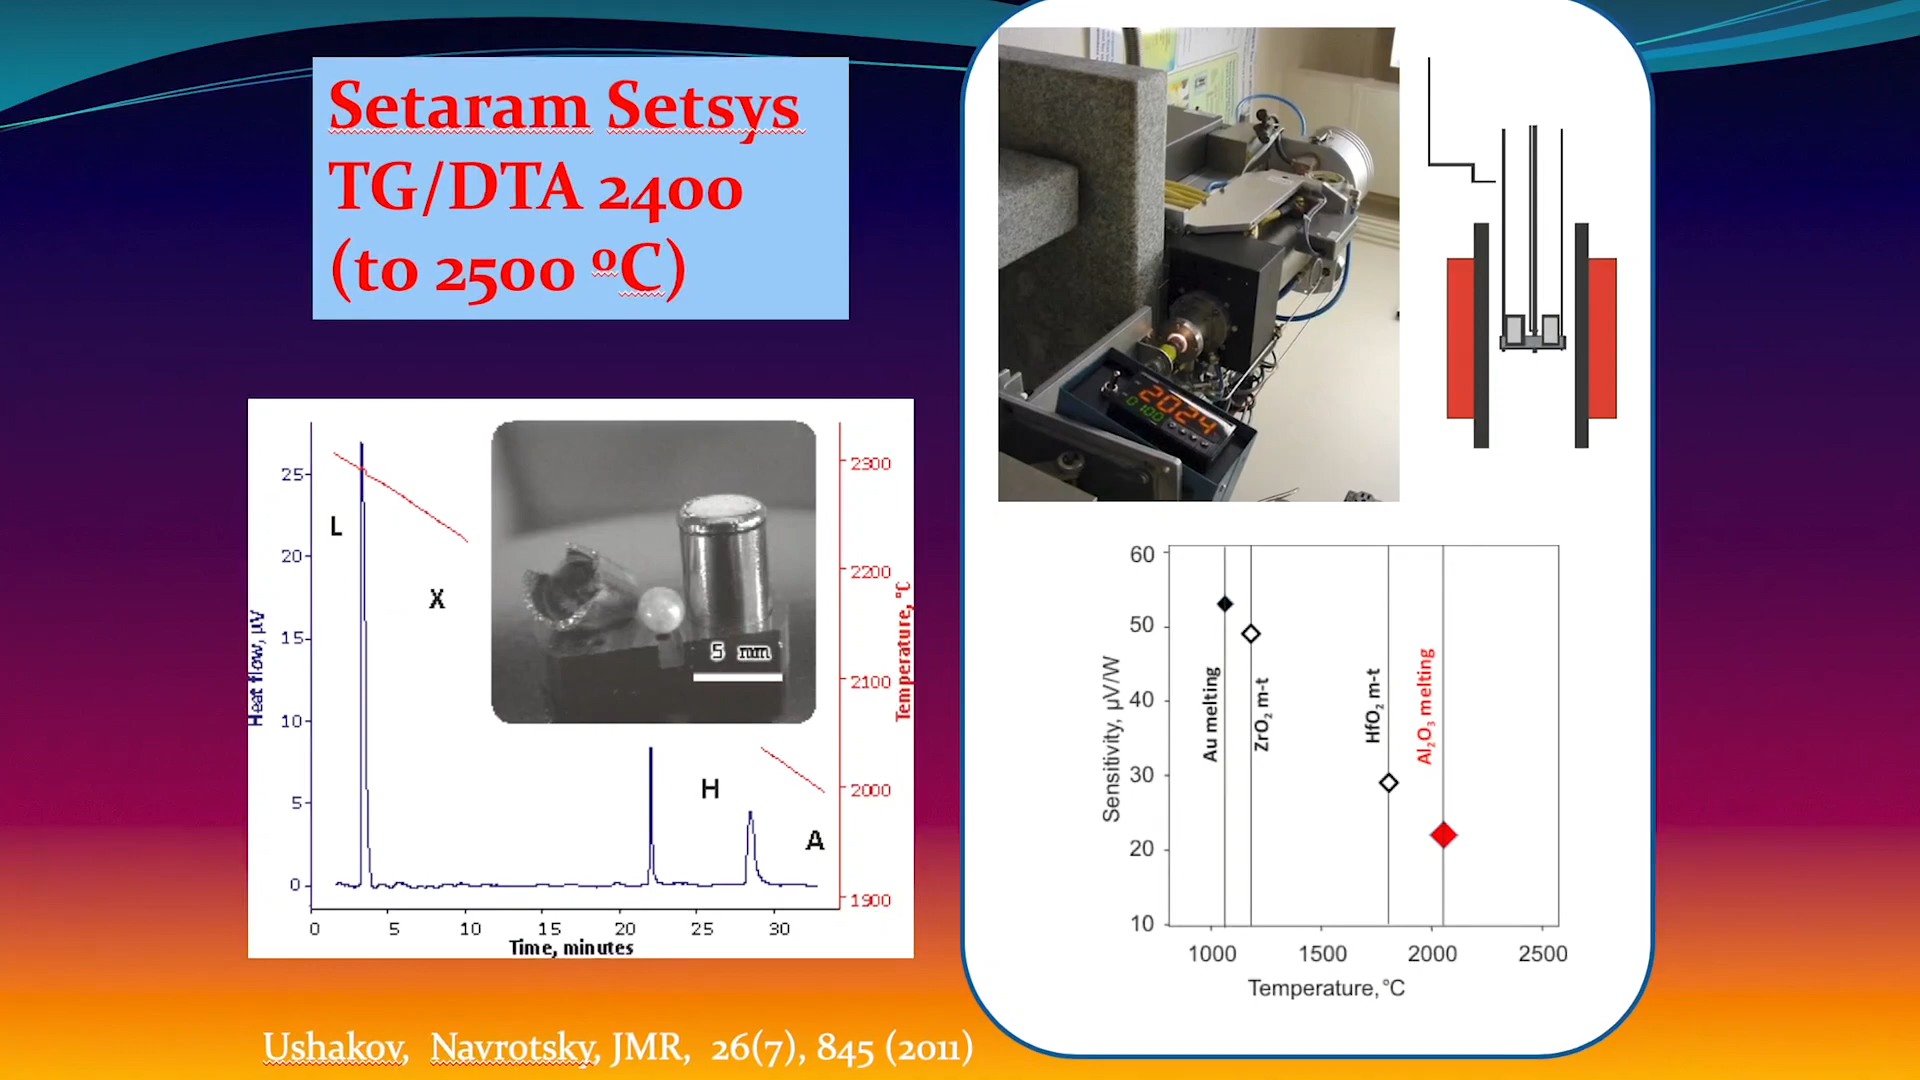 Setaram Setsys
TG/DTA 2400
(to 2500 ºC)
25
20
15
10
5
0
Heat flow, µV
L
X
H
A
5 mm
2300
2200
2100
2000
1900
Temperature, °C
0 5 10 15 20 25 30
Time, minutes
Ushakov, Navrotsky, JMR, 26(7), 845 (2011)
2024
0100
60
50
40
30
20
10
Sensitivity, µV/W
Au melting
ZrO₂ m-t
HfO₂ m-t
Al₂O₃ melting
1000 1500 2000 2500
Temperature, °C